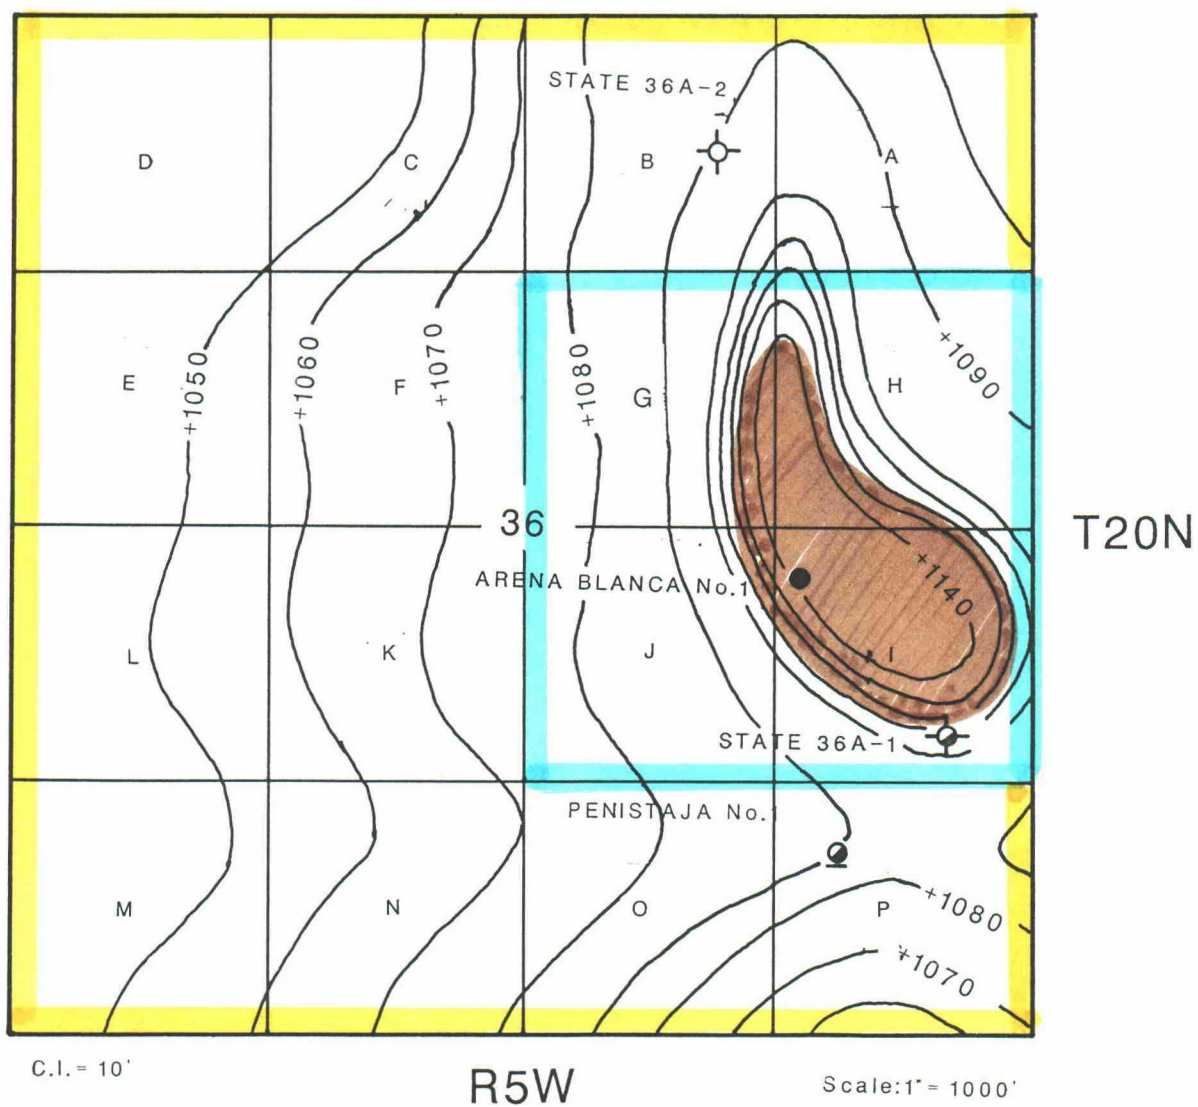 STATE 36A-2
D
C
B
A
+1050
+1060
+1070
+1080
+1090
E
F
G
H
36
T20N
ARENA BLANCA No.1
+1140
L
K
J
I
STATE 36A-1
PENISTAJA No.1
M
N
O
P
+1080
+1070
C.I. = 10'
R5W
Scale:1" = 1000'